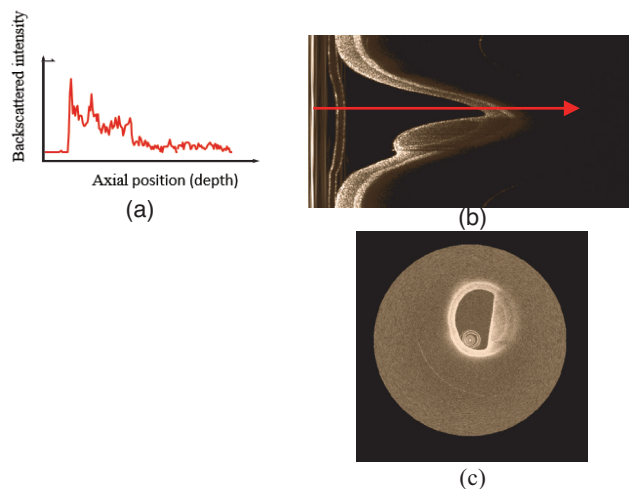 Backscattered intensity
Axial position (depth)
(a)
(b)
(c)